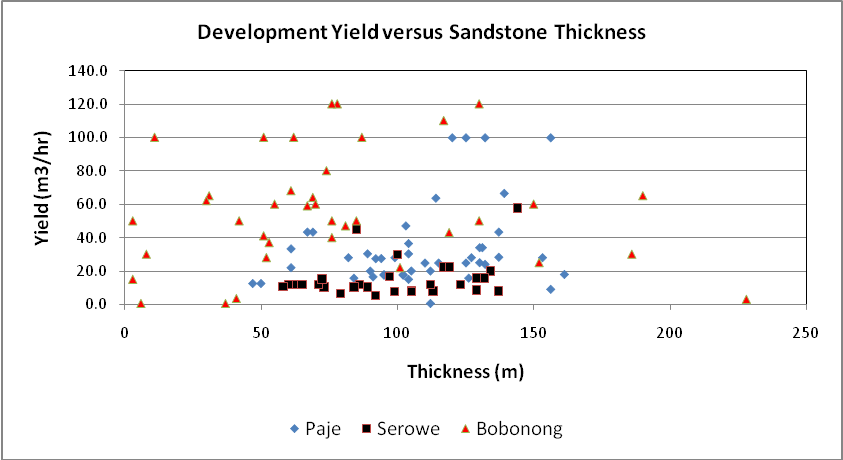 Development Yield versus Sandstone Thickness
140.0
120.0
100.0
80.0
60.0
40.0
20.0
0.0
Yield (m3/hr)
0 50 100 150 200 250
Thickness (m)
Paje Serowe Bobonong